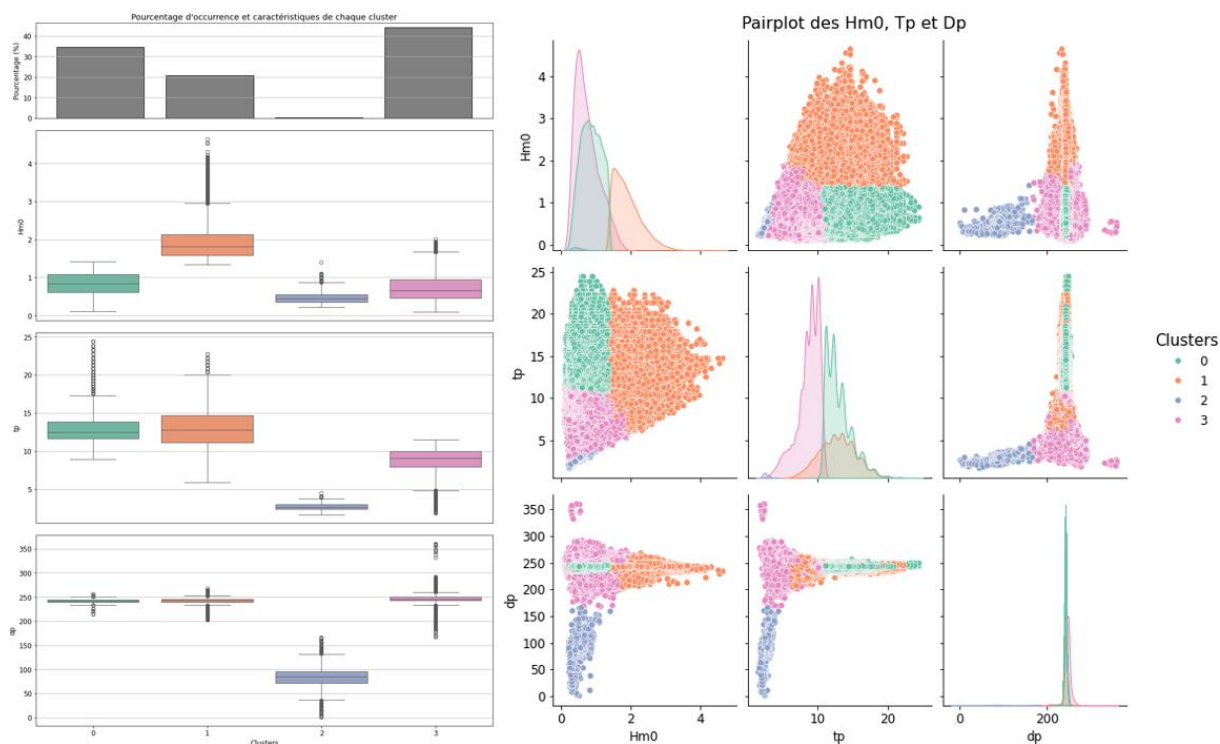 Pourcentage d'occurrence et caractéristiques de chaque cluster
Pourcentage (%)
40
30
20
10
0
Hm0
4
3
2
1
0
tp
25
20
15
10
5
dp
350
300
250
200
150
100
50
0
0 1 2 3
Clusters
Pairplot des Hm0, Tp et Dp
Hm0
4
3
2
1
0
tp
25
20
15
10
5
dp
350
300
250
200
150
100
50
0
0 2 4
Hm0
10 20
tp
0 200
dp
Clusters
0
1
2
3